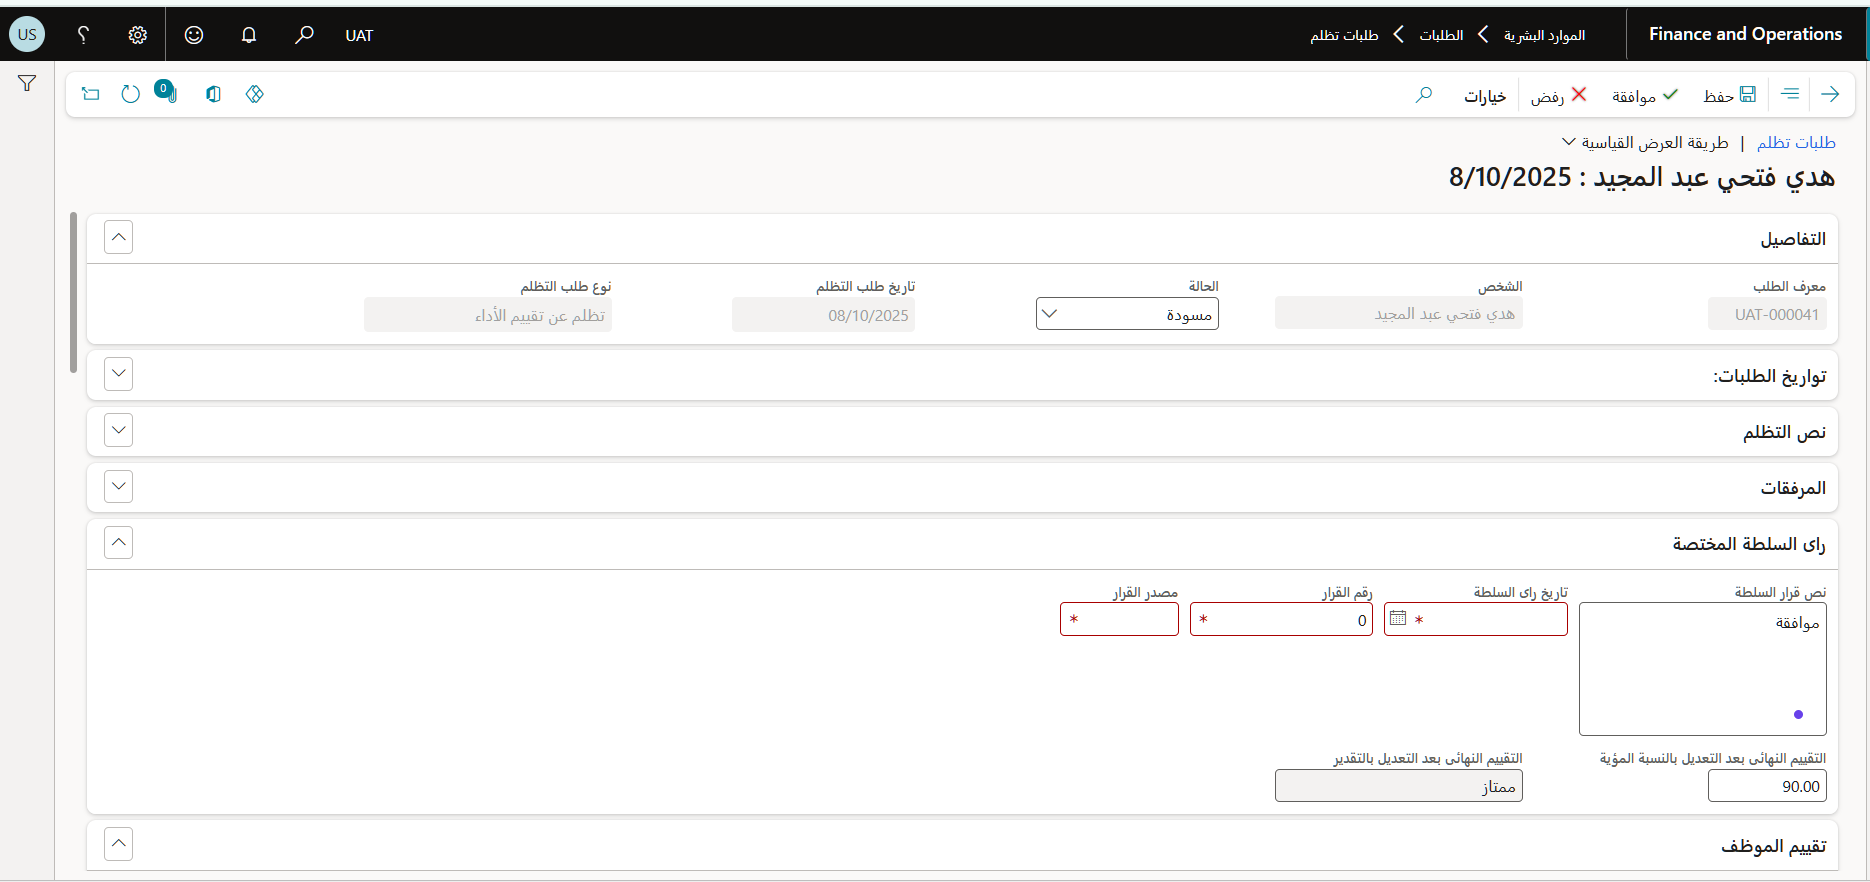 Finance and Operations
الموارد البشرية
الطلبات
طلبات تظلم
UAT
US
حفظ
موافقة
رفض
خيارات
0
طلبات تظلم | طريقة العرض القياسية
هدي فتحي عبد المجيد : 8/10/2025
التفاصيل
معرف الطلب
UAT-000041
الشخص
هدي فتحي عبد المجيد
الحالة
مسودة
تاريخ طلب التظلم
08/10/2025
نوع طلب التظلم
تظلم عن تقييم الأداء
تواريخ الطلبات:
نص التظلم
المرفقات
راى السلطة المختصة
نص قرار السلطة
موافقة
تاريخ راى السلطة
*
رقم القرار
0 *
مصدر القرار
*
التقييم النهائى بعد التعديل بالنسبة المؤية
90.00
التقييم النهائى بعد التعديل بالتقدير
ممتاز
تقييم الموظف